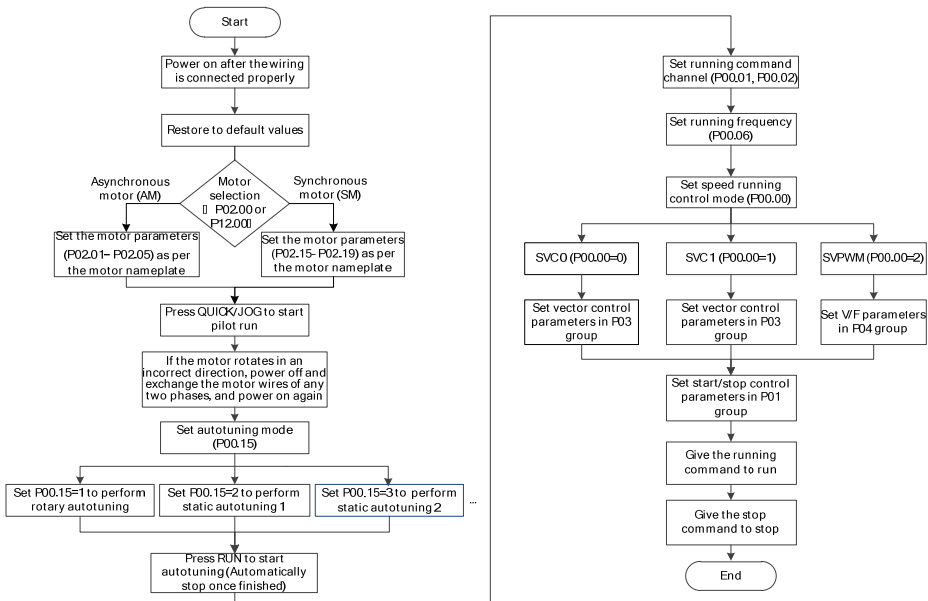 Start
Power on after the wiring
is connected properly
Restore to default values
Asynchronous
motor (AM)
Motor
selection
P02.00 or
P12.00
Synchronous
motor (SM)
Set the motor parameters
(P02.01– P02.05) as per
the motor nameplate
Set the motor parameters
(P02.15- P02.19) as per
the motor nameplate
Press QUICK/JOG to start
pilot run
If the motor rotates in an
incorrect direction, power off and
exchange the motor wires of any
two phases, and power on again
Set autotuning mode
(P00.15)
Set P00.15=1 to perform
rotary autotuning
Set P00.15=2 to perform
static autotuning 1
Set P00.15=3 to perform
static autotuning 2
...
Press RUN to start
autotuning (Automatically
stop once finished)
Set running command
channel (P00.01, P00.02)
Set running frequency
(P00.06)
Set speed running
control mode (P00.00)
SVC0 (P00.00=0)
SVC1 (P00.00=1)
SVPWM (P00.00=2)
Set vector control
parameters in P03
group
Set vector control
parameters in P03
group
Set V/F parameters
in P04 group
Set start/stop control
parameters in P01
group
Give the running
command to run
Give the stop
command to stop
End